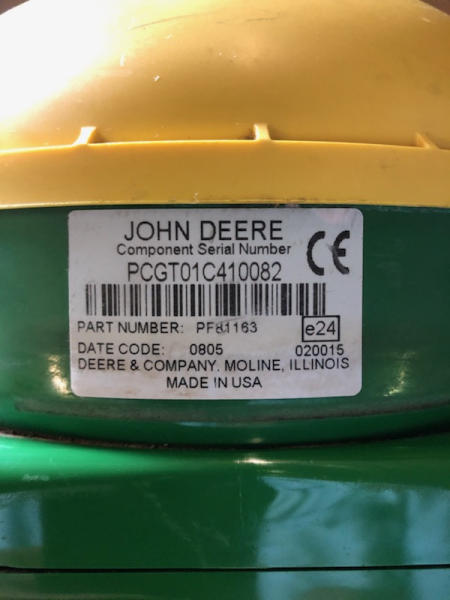 JOHN DEERE
Component Serial Number
CE
PCGT01C410082
PART NUMBER: PF81163
e24
DATE CODE: 0805
020015
DEERE & COMPANY, MOLINE, ILLINOIS
MADE IN USA